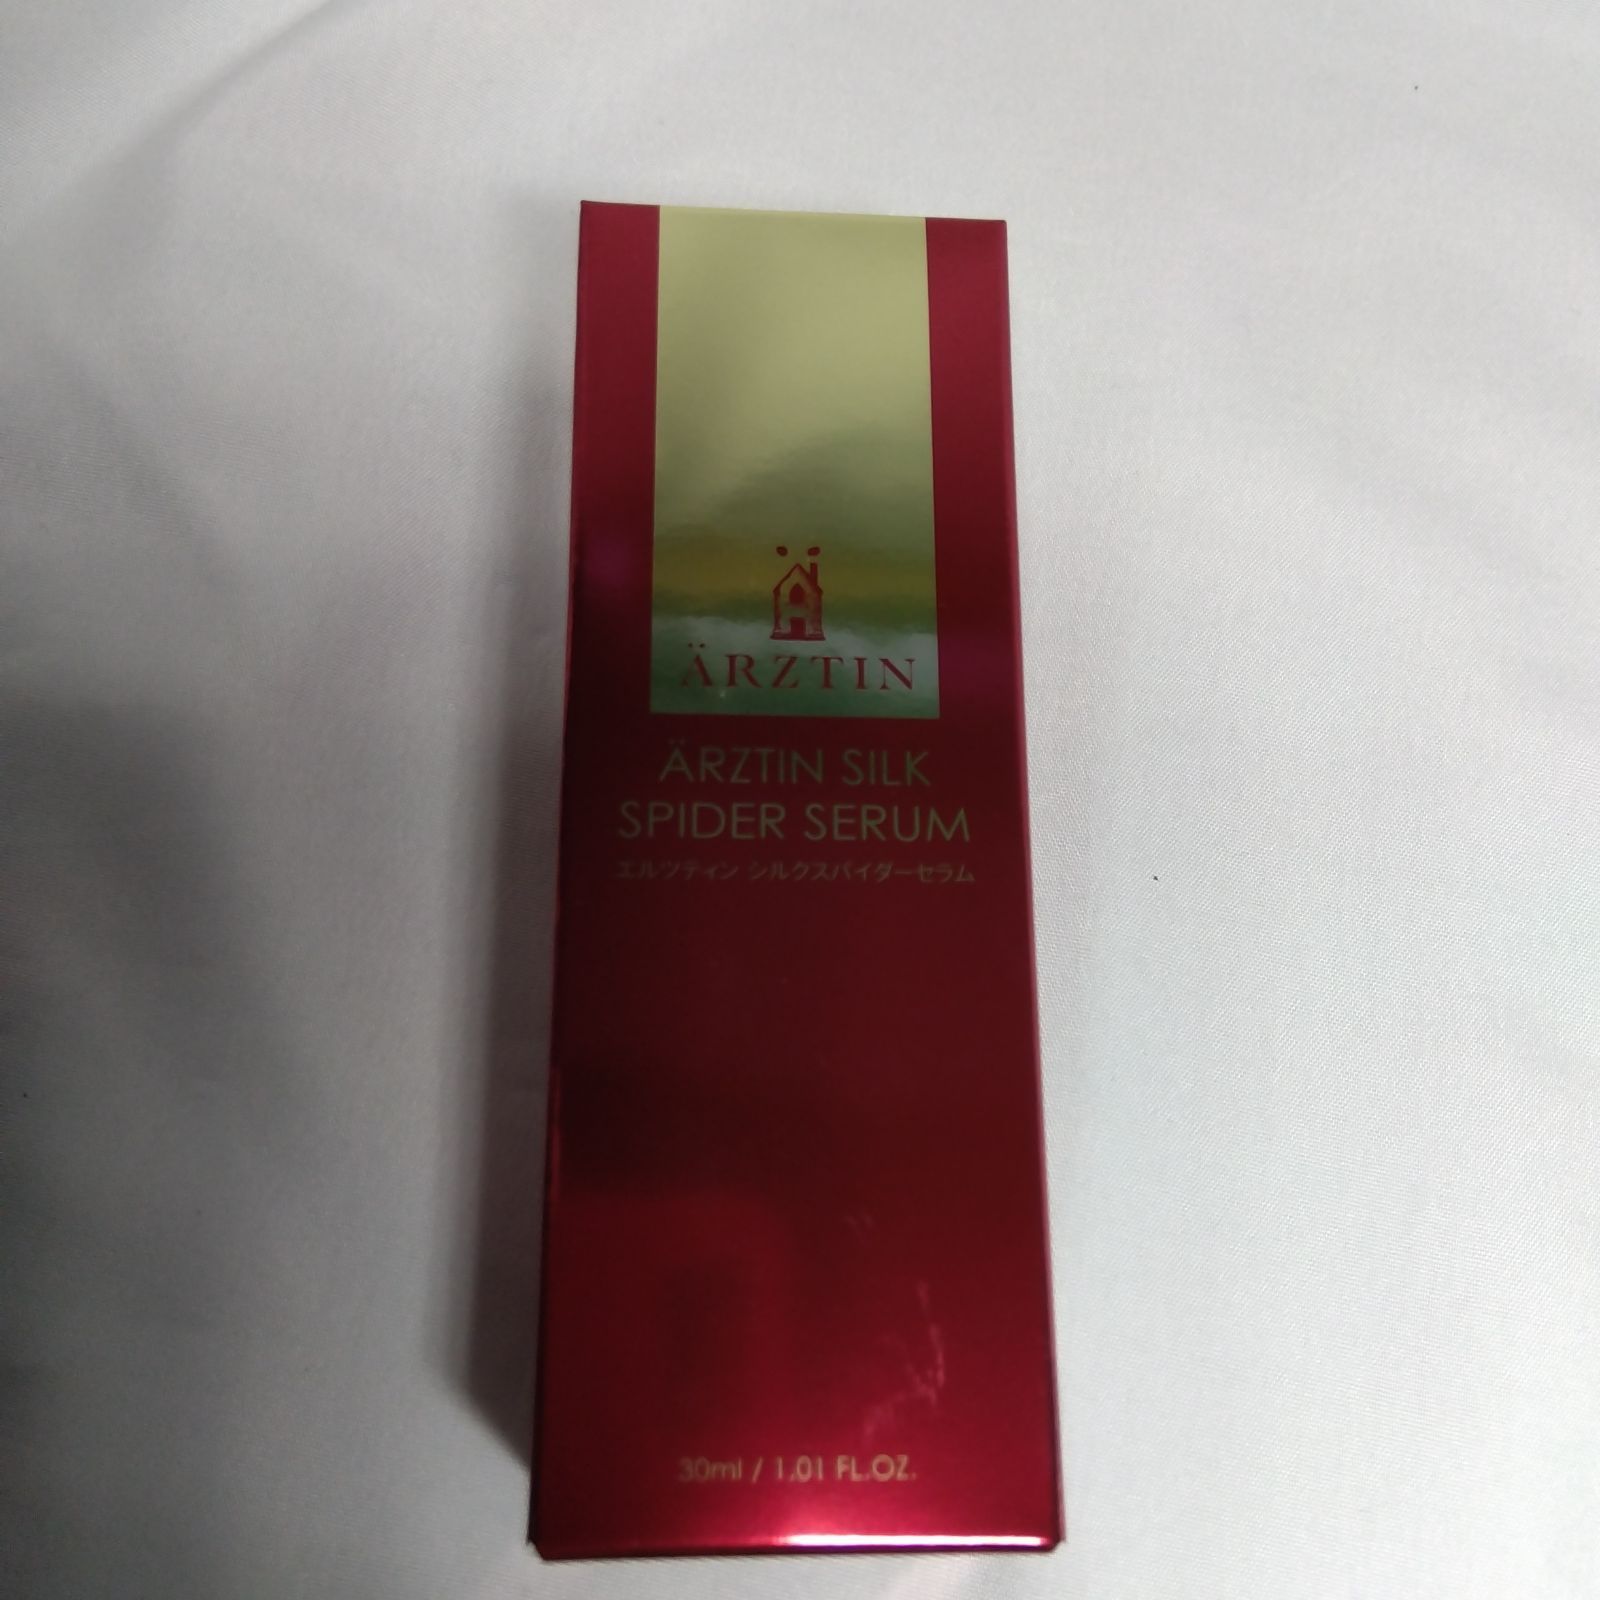 ÄRZTIN
ÄRZTIN SILK
SPIDER SERUM
エルツティン シルクスパイダーセラム
30ml / 1.01 FL.OZ.